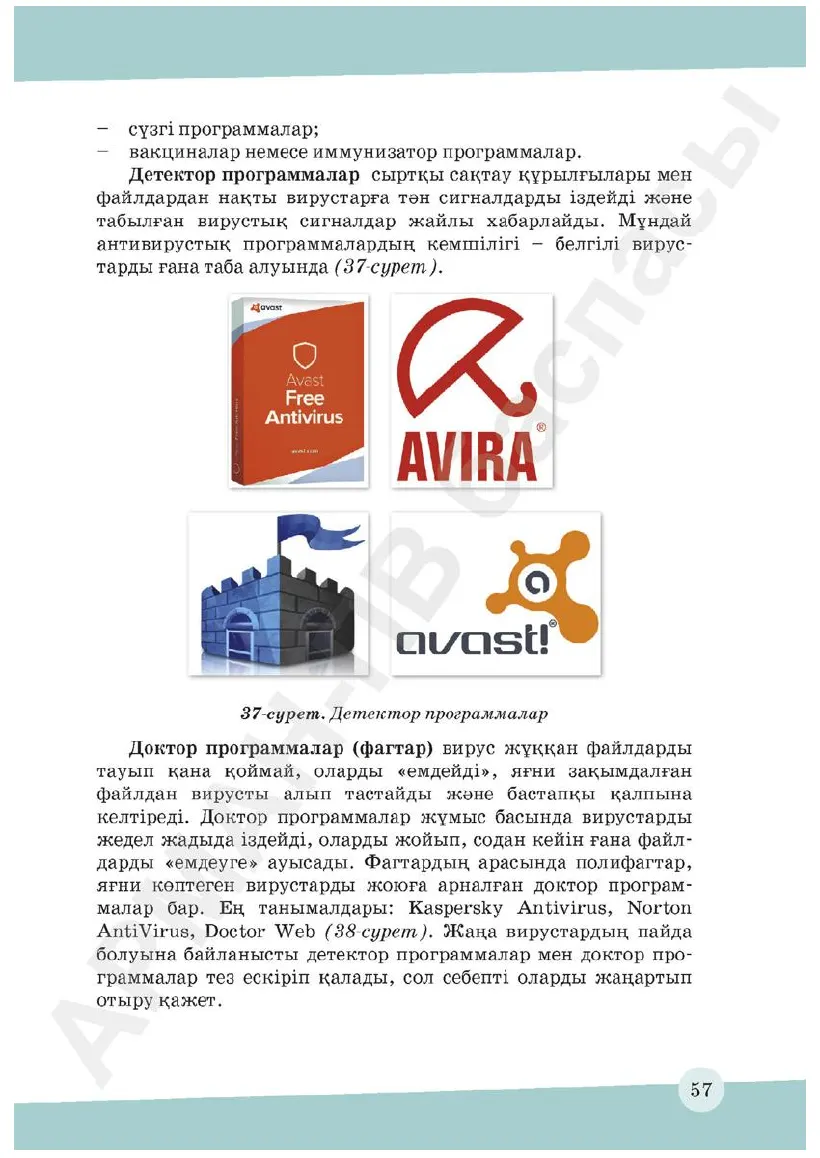 – сүзгі программалар;
– вакциналар немесе иммунизатор программалар.
Детектор программалар сыртқы сақтау құрылғылары мен
файлдардан нақты вирустарға тән сигналдарды іздейді және
табылған вирустық сигналдар жайлы хабарлайды. Мұндай
антивирустық программалардың кемшілігі – белгілі вирус-
тарды ғана таба алуында (37-сурет).
avast
Avast
Free
Antivirus
AVIRA®
avast!®
37-сурет. Детектор программалар
Доктор программалар (фагтар) вирус жұққан файлдарды
тауып қана қоймай, оларды «емдейді», яғни зақымдалған
файлдан вирусты алып тастайды және бастапқы қалпына
келтіреді. Доктор программалар жұмыс басында вирустарды
жедел жадыда іздейді, оларды жойып, содан кейін ғана файл-
дарды «емдеуге» ауысады. Фагтардың арасында полифагтар,
яғни көптеген вирустарды жоюға арналған доктор програм-
малар бар. Ең танымалдары: Kaspersky Antivirus, Norton
AntiVirus, Doctor Web (38-сурет). Жаңа вирустардың пайда
болуына байланысты детектор программалар мен доктор про-
граммалар тез ескіріп қалады, сол себепті оларды жаңартып
отыру қажет.
57
АРМАН-ПВ баспасы